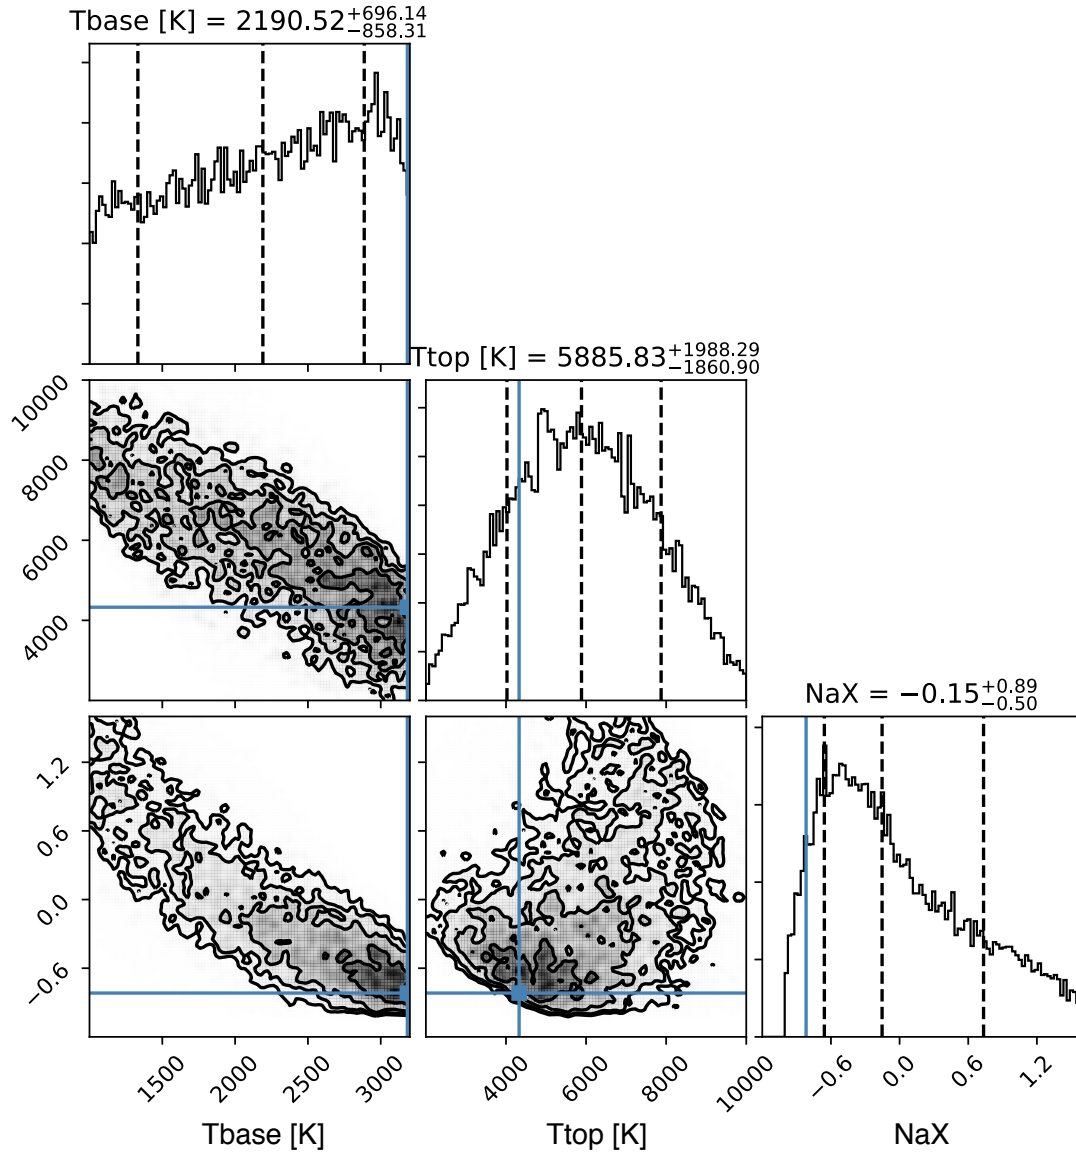 Tbase [K] = 2190.52+696.14−858.31
Ttop [K] = 5885.83+1988.29−1860.90
10000
8000
6000
4000
NaX = −0.15+0.89−0.50
1.2
0.6
0.0
−0.6
1500 2000 2500 3000 4000 6000 8000 10000 −0.6 0.0 0.6 1.2
Tbase [K] Ttop [K] NaX